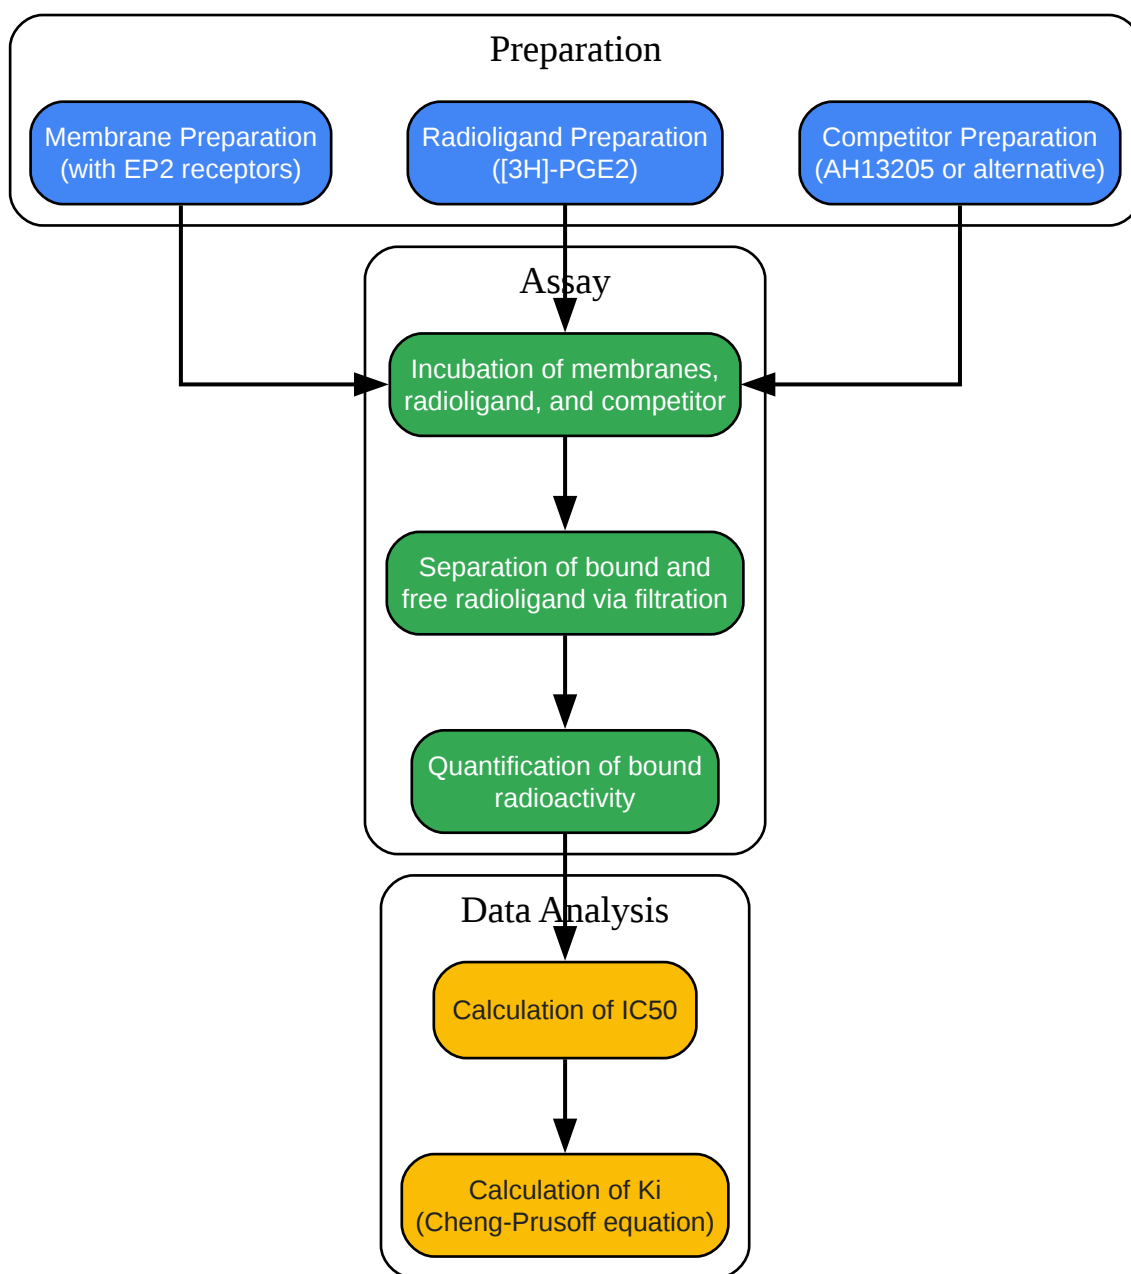 Preparation
Membrane Preparation
(with EP2 receptors)
Radioligand Preparation
([3H]-PGE2)
Competitor Preparation
(AH13205 or alternative)
Assay
Incubation of membranes,
radioligand, and competitor
Separation of bound and
free radioligand via filtration
Quantification of bound
radioactivity
Data Analysis
Calculation of IC50
Calculation of Ki
(Cheng-Prusoff equation)